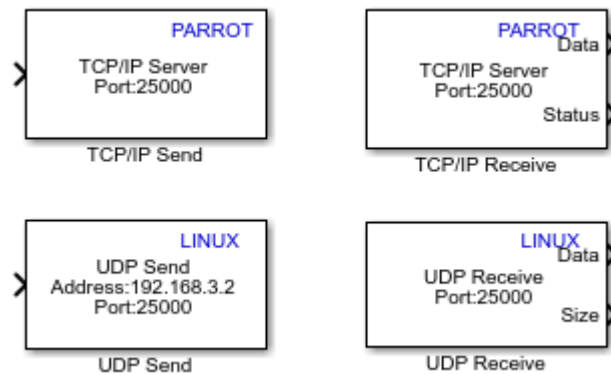 PARROT
TCP/IP Server
Port:25000
TCP/IP Send
PARROT
Data
TCP/IP Server
Port:25000
Status
TCP/IP Receive
LINUX
UDP Send
Address:192.168.3.2
Port:25000
UDP Send
LINUX
Data
UDP Receive
Port:25000
Size
UDP Receive